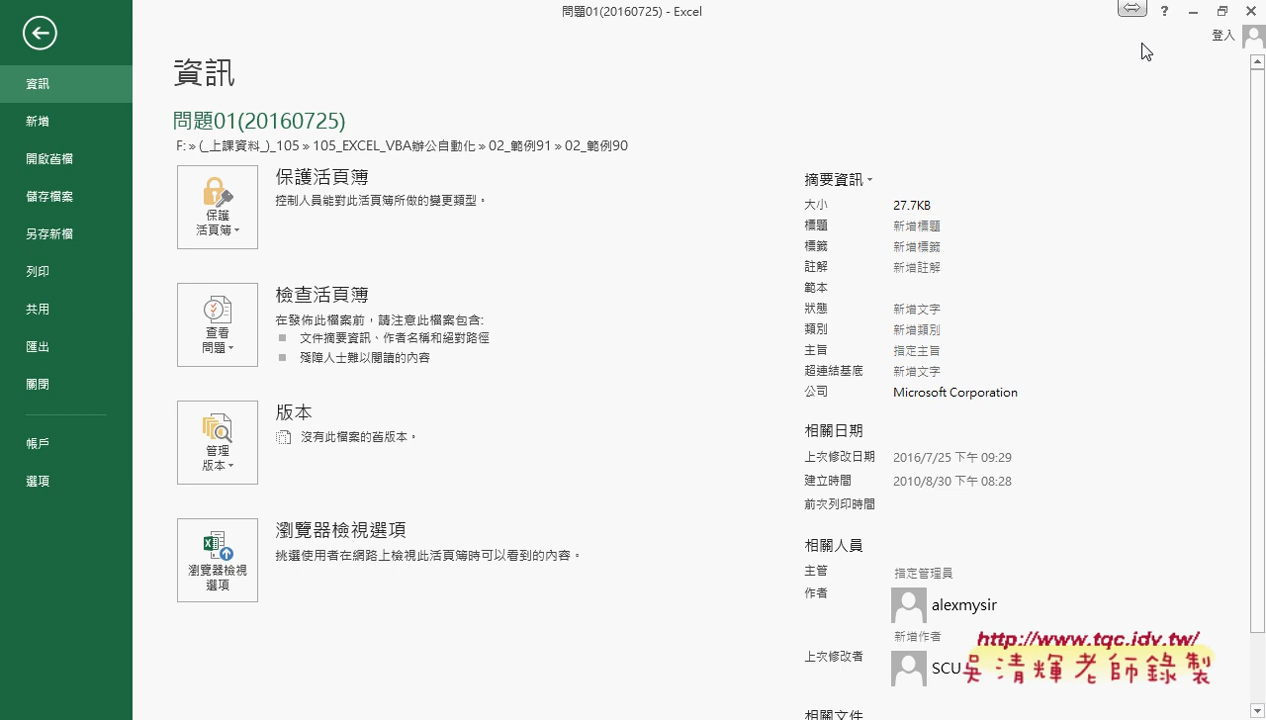 問題01(20160725) - Excel
?
登入
資訊
新增
開啟舊檔
儲存檔案
另存新檔
列印
共用
匯出
關閉
帳戶
選項
資訊
問題01(20160725)
F: » (_上課資料_)_105 » 105_EXCEL_VBA辦公自動化 » 02_範例91 » 02_範例90
保護
活頁簿
保護活頁簿
控制人員能對此活頁簿所做的變更類型。
查看
問題
檢查活頁簿
在發佈此檔案前，請注意此檔案包含:
文件摘要資訊、作者名稱和絕對路徑
殘障人士難以閱讀的內容
管理
版本
版本
沒有此檔案的舊版本。
瀏覽器檢視
選項
瀏覽器檢視選項
挑選使用者在網路上檢視此活頁簿時可以看到的內容。
摘要資訊
大小 27.7KB
標題 新增標題
標籤 新增標籤
註解 新增註解
範本
狀態 新增文字
類別 新增類別
主旨 指定主旨
超連結基底 新增文字
公司 Microsoft Corporation
相關日期
上次修改日期 2016/7/25 下午 09:29
建立時間 2010/8/30 下午 08:28
前次列印時間
相關人員
主管 指定管理員
作者 alexmysir
新增作者
上次修改者 SCU
http://www.tqc.idv.tw/
吳清輝老師錄製
相關文件